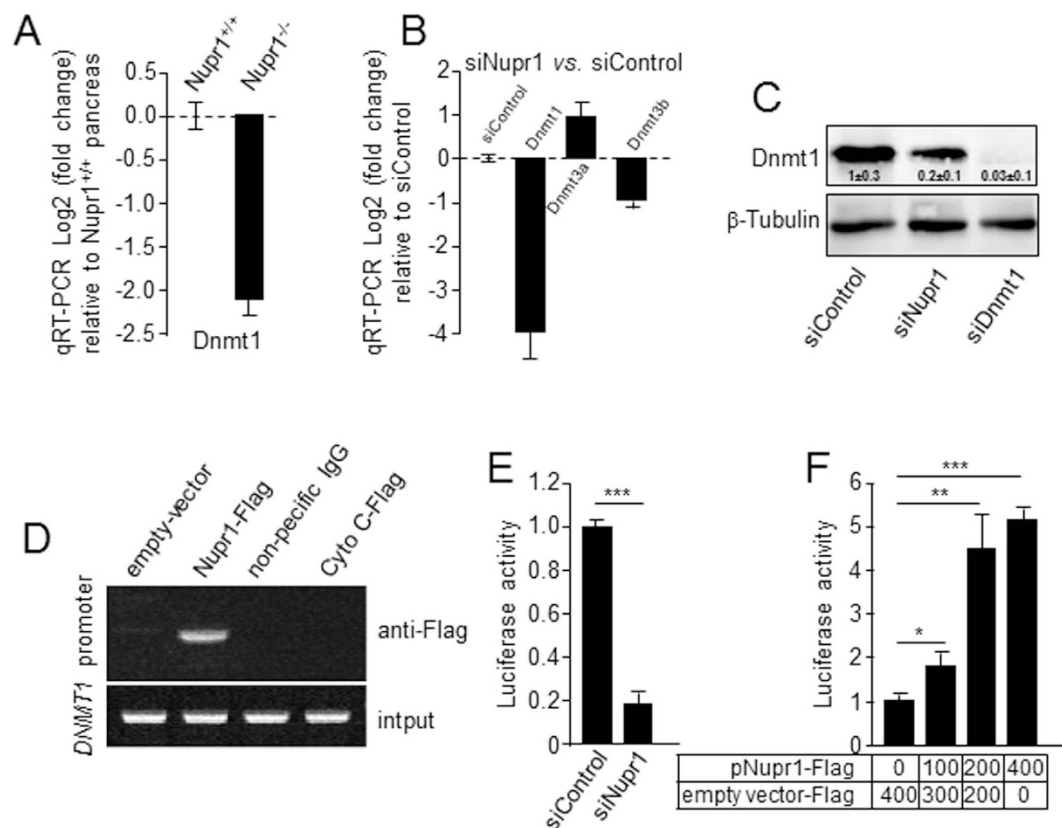 A
qRT-PCR Log2 (fold change)
relative to Nupr1+/+ pancreas
Nupr1+/+
Nupr1-/-
0.5
0.0
-0.5
-1.0
-1.5
-2.0
-2.5
Dnmt1
B
siNupr1 vs. siControl
qRT-PCR Log2 (fold change)
relative to siControl
2
1
0
-1
-2
-3
-4
siControl
Dnmt1
Dnmt3a
Dnmt3b
C
Dnmt1
1±0.3
0.2±0.1
0.03±0.1
β-Tubulin
siControl
siNupr1
siDnmt1
D
empty-vector
Nupr1-Flag
non-pecific IgG
Cyto C-Flag
DNMT1 promoter
anti-Flag
intput
E
Luciferase activity
1.2
1.0
0.8
0.6
0.4
0.2
0
***
siControl
siNupr1
F
Luciferase activity
6
5
4
3
2
1
0
***
**
*
pNupr1-Flag 0 100 200 400
empty vector-Flag 400 300 200 0